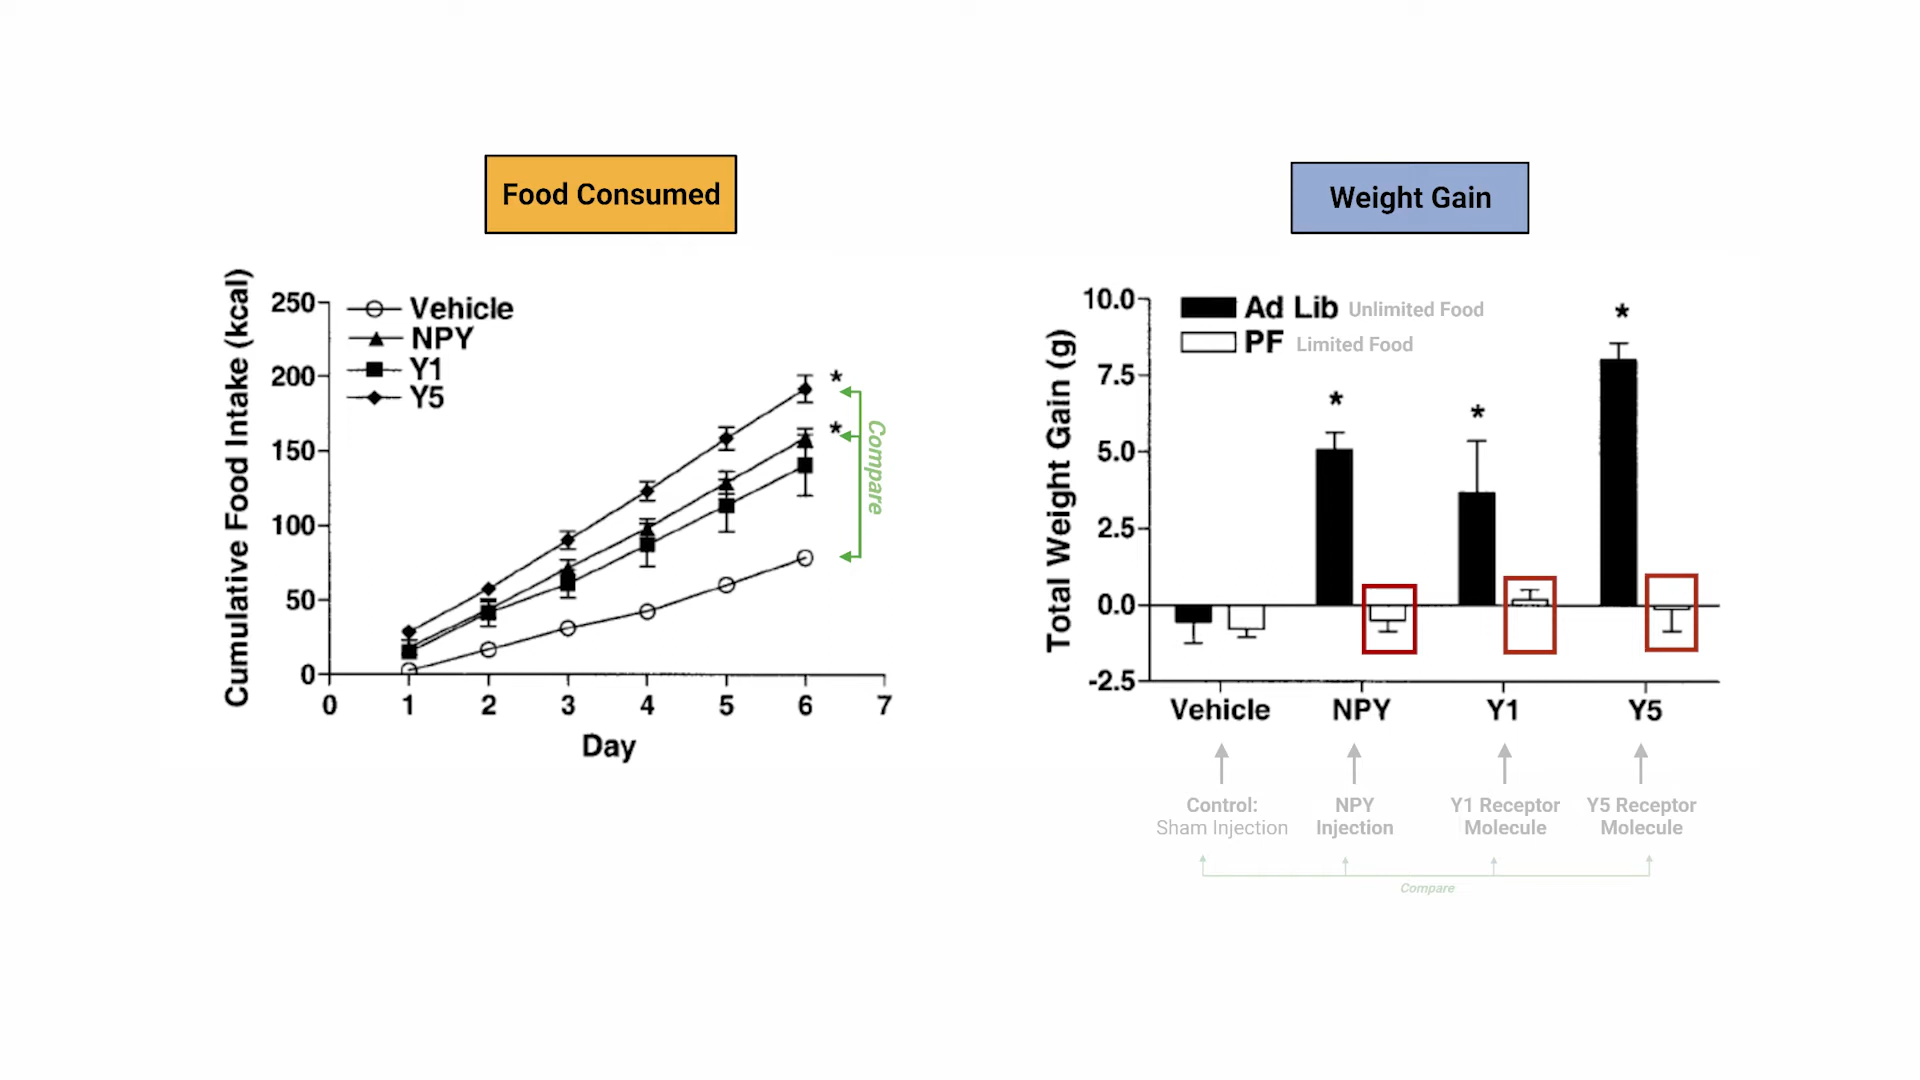 Food Consumed
Cumulative Food Intake (kcal)
250
200
150
100
50
0
Vehicle
NPY
Y1
Y5
*
*
Compare
0 1 2 3 4 5 6 7
Day
Weight Gain
Total Weight Gain (g)
10.0
7.5
5.0
2.5
0.0
-2.5
Ad Lib Unlimited Food
PF Limited Food
*
*
*
Vehicle NPY Y1 Y5
Control:
Sham Injection
NPY
Injection
Y1 Receptor
Molecule
Y5 Receptor
Molecule
Compare